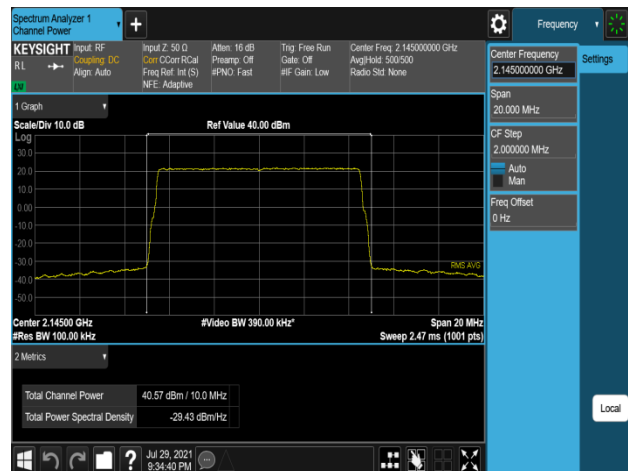 Spectrum Analyzer 1
Channel Power
+
Frequency
KEYSIGHT
RL
Input: RF
Coupling: DC
Align: Auto
Input Z: 50 Ω
Corr CCorr RCal
Freq Ref: Int (S)
NFE: Adaptive
Atten: 16 dB
Preamp: Off
#PNO: Fast
Trig: Free Run
Gate: Off
#IF Gain: Low
Center Freq: 2.145000000 GHz
Avg|Hold: 500/500
Radio Std: None
LXI
Center Frequency
2.145000000 GHz
Settings
Span
20.000 MHz
CF Step
2.000000 MHz
Auto
Man
Freq Offset
0 Hz
1 Graph
Scale/Div 10.0 dB
Ref Value 40.00 dBm
Log
30.0
20.0
10.0
0.00
-10.0
-20.0
-30.0
-40.0
-50.0
RMS AVG
Center 2.14500 GHz
#Video BW 390.00 kHz*
Span 20 MHz
#Res BW 100.00 kHz
Sweep 2.47 ms (1001 pts)
2 Metrics
Total Channel Power 40.57 dBm / 10.0 MHz
Total Power Spectral Density -29.43 dBm/Hz
Local
?
Jul 29, 2021
9:34:40 PM